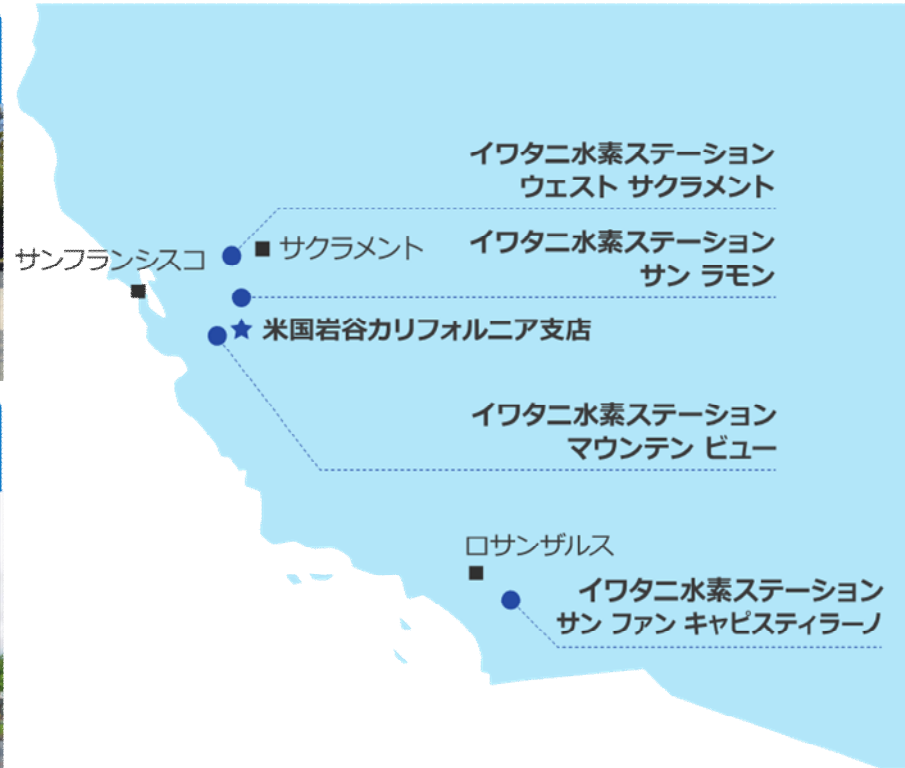 イワタニ水素ステーション
ウェスト サクラメント
サンフランシスコ
サクラメント
イワタニ水素ステーション
サン ラモン
米国岩谷カリフォルニア支店
イワタニ水素ステーション
マウンテン ビュー
ロサンザルス
イワタニ水素ステーション
サン ファン キャピスティラーノ